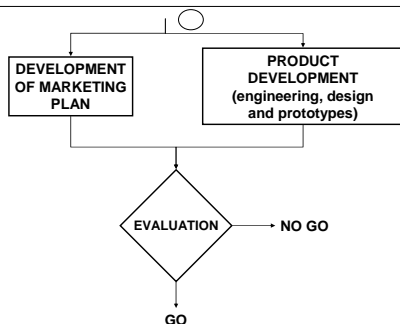 DEVELOPMENT
OF MARKETING
PLAN
PRODUCT
DEVELOPMENT
(engineering, design
and prototypes)
EVALUATION
NO GO
GO